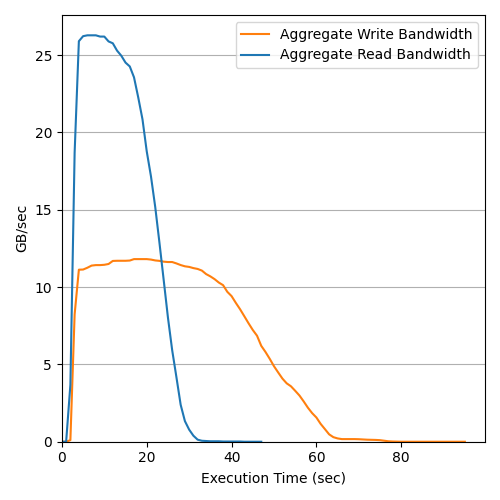 Aggregate Write Bandwidth
Aggregate Read Bandwidth
GB/sec
25
20
15
10
5
0
0 20 40 60 80
Execution Time (sec)